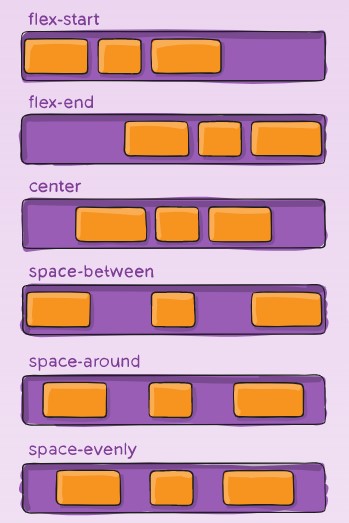 flex-start
flex-end
center
space-between
space-around
space-evenly